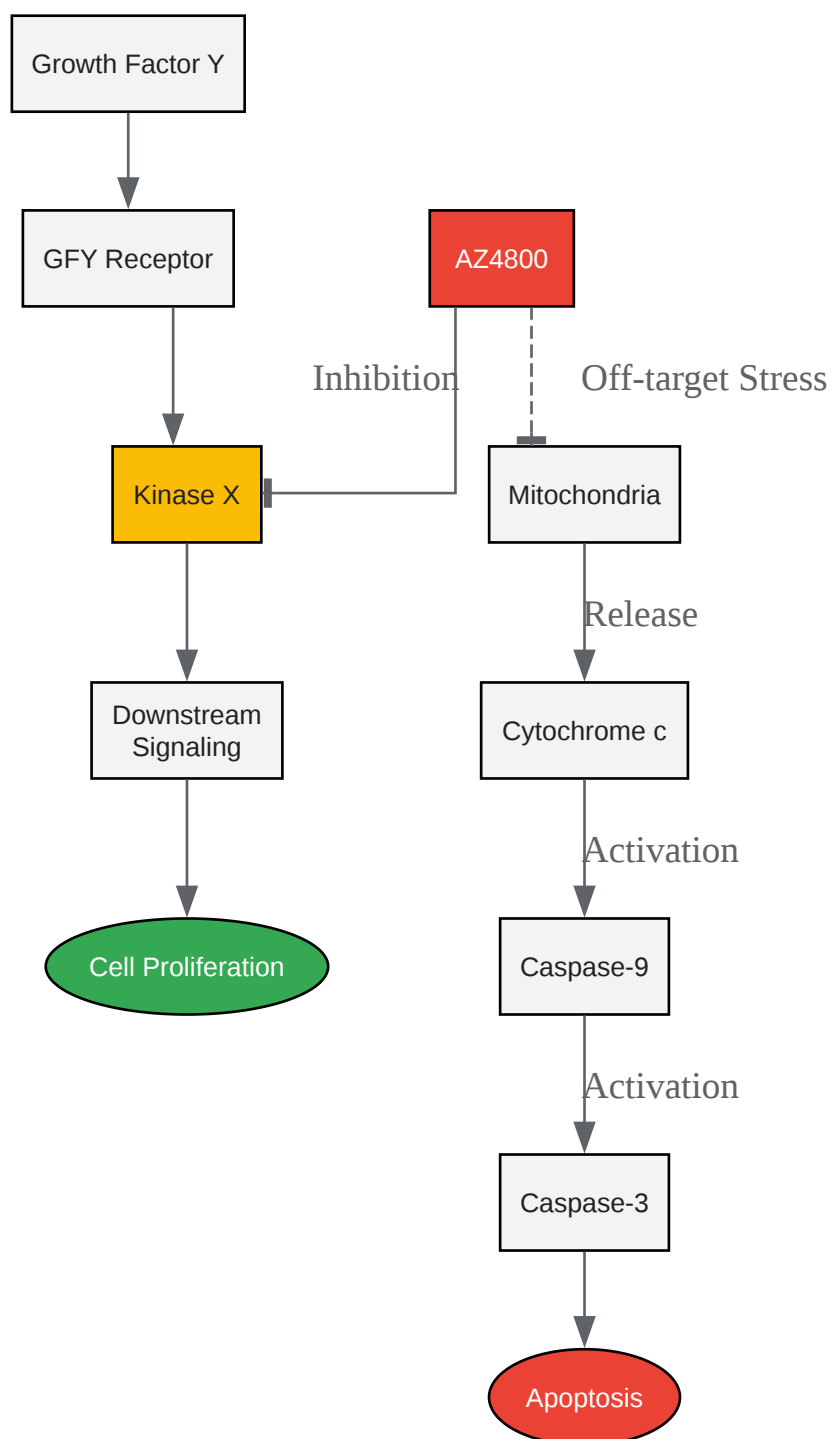 Growth Factor Y
GFY Receptor
AZ4800
Inhibition
Off-target Stress
Kinase X
Mitochondria
Release
Downstream
Signaling
Cytochrome c
Activation
Cell Proliferation
Caspase-9
Activation
Caspase-3
Apoptosis